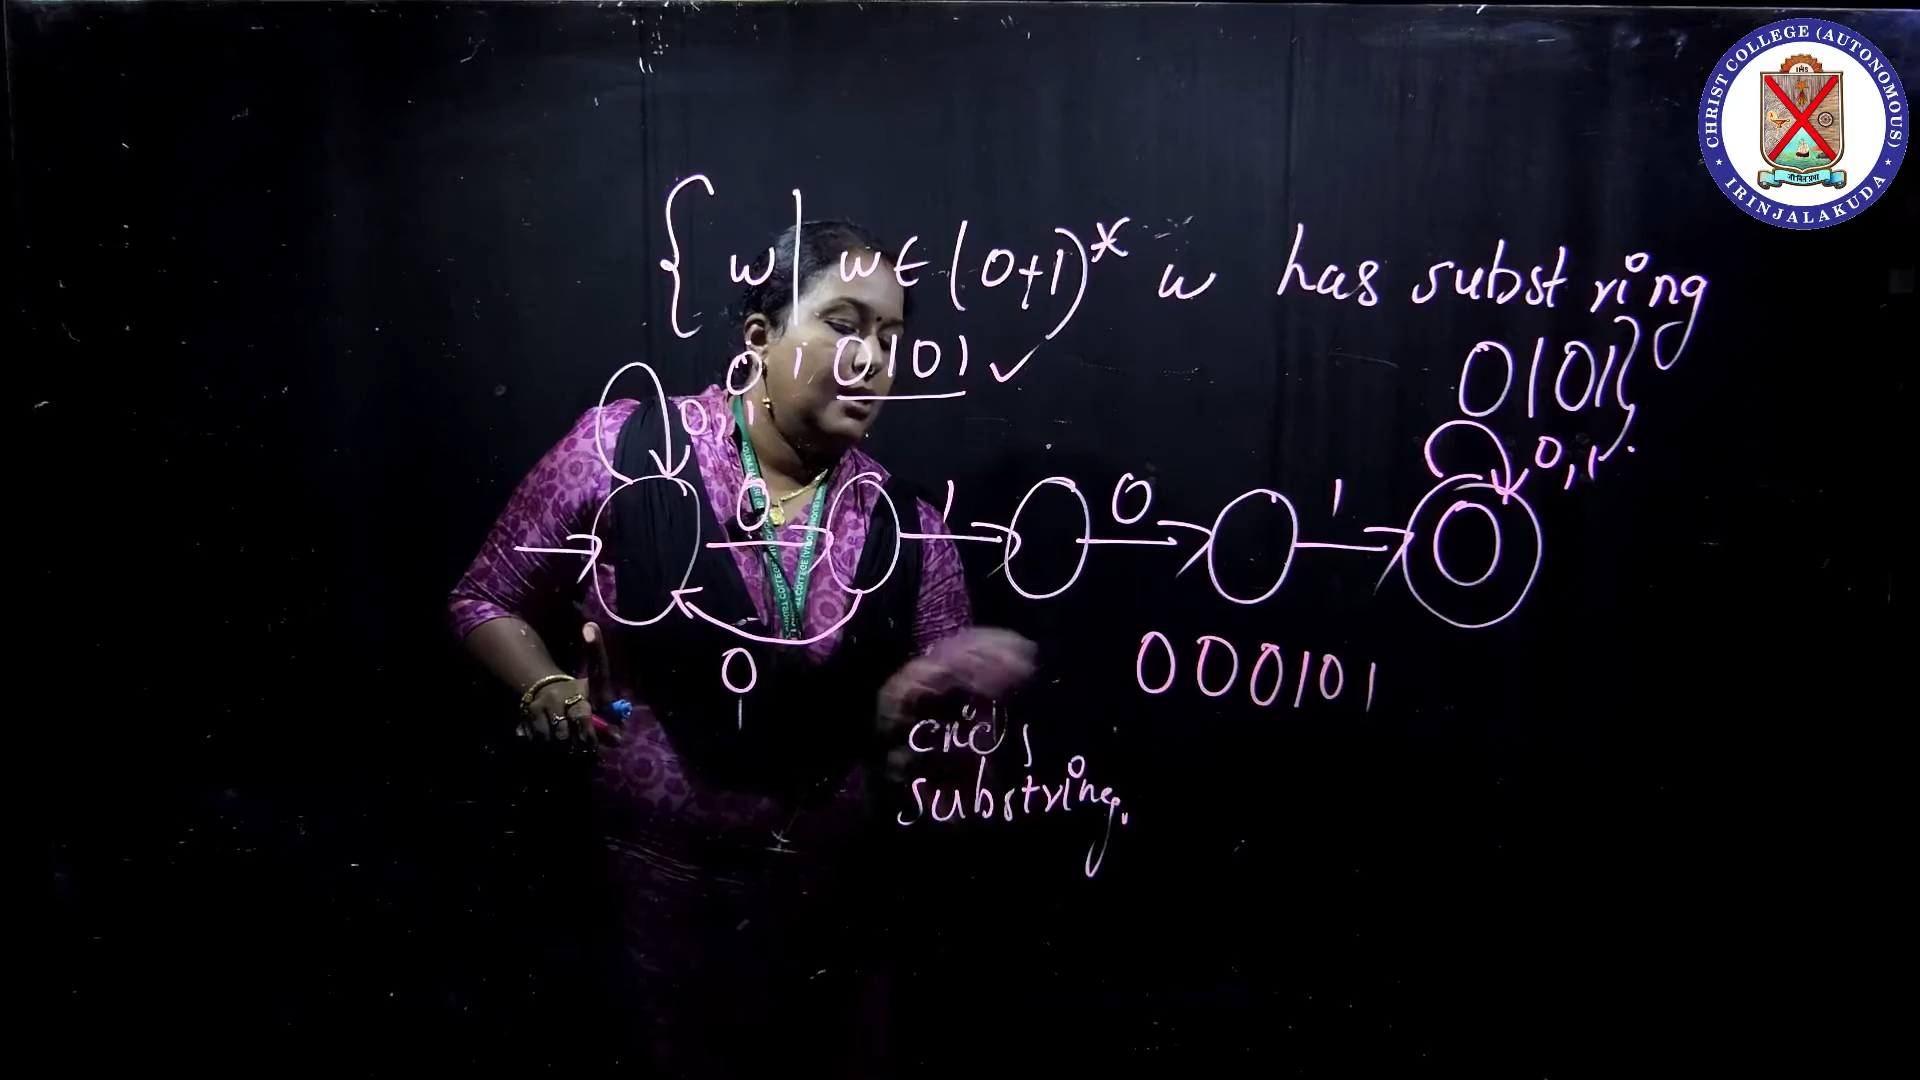 CHRIST COLLEGE (AUTONOMOUS)
IRINJALAKUDA
{ w | w ∈ (0+1)* w has substring
0101}
0 1 0101 ✓
0,1
0,1
0 1 0 1
0
000101
ends
substring.